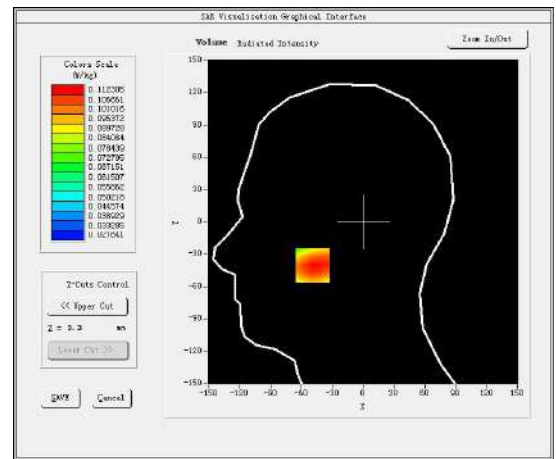 SAR Visualisation Graphical Interface
Volume Radiated Intensity
Zoom In/Out
Colors Scale
(W/Kg)
0.112305
0.106661
0.101016
0.095372
0.089728
0.084084
0.078439
0.072795
0.067151
0.061507
0.055862
0.050218
0.044574
0.038929
0.033285
0.027641
Z-Cuts Control
<< Upper Cut
Z = mm
Lower Cut >>
SAVE
Cancel
150
120
90
60
30
0
-30
-60
-90
-120
-150
Z
-150 -120 -90 -60 -30 0 30 60 90 120 150
X